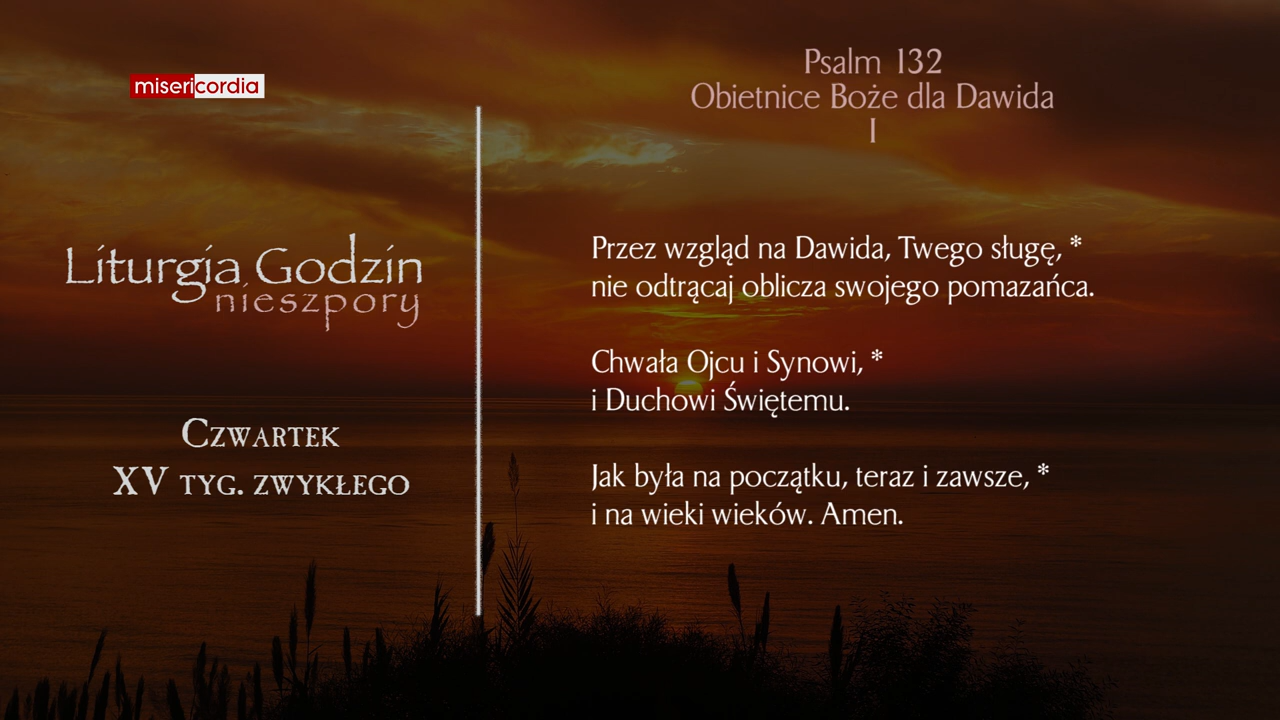 misericordia
Liturgia Godzin
nieszpory
Czwartek
XV tyg. zwykłego
Psalm 132
Obietnice Boże dla Dawida
I
Przez wzgląd na Dawida, Twego sługę, *
nie odtrącaj oblicza swojego pomazańca.
Chwała Ojcu i Synowi, *
i Duchowi Świętemu.
Jak była na początku, teraz i zawsze, *
i na wieki wieków. Amen.